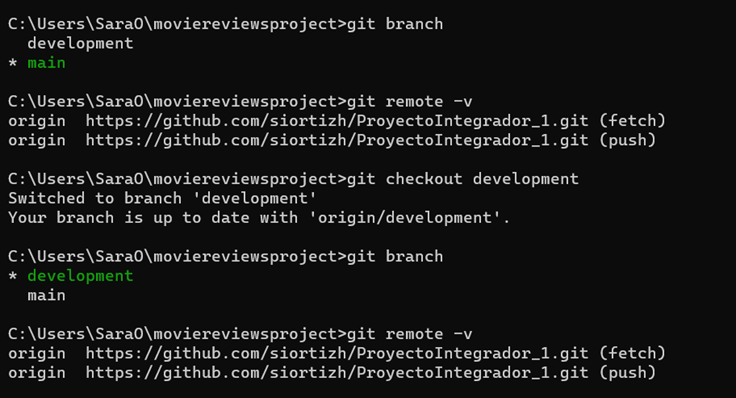 C:\Users\SaraO\moviereviewsproject>git branch
  development
* main
C:\Users\SaraO\moviereviewsproject>git remote -v
origin  https://github.com/siortizh/ProyectoIntegrador_1.git (fetch)
origin  https://github.com/siortizh/ProyectoIntegrador_1.git (push)
C:\Users\SaraO\moviereviewsproject>git checkout development
Switched to branch 'development'
Your branch is up to date with 'origin/development'.
C:\Users\SaraO\moviereviewsproject>git branch
* development
  main
C:\Users\SaraO\moviereviewsproject>git remote -v
origin  https://github.com/siortizh/ProyectoIntegrador_1.git (fetch)
origin  https://github.com/siortizh/ProyectoIntegrador_1.git (push)